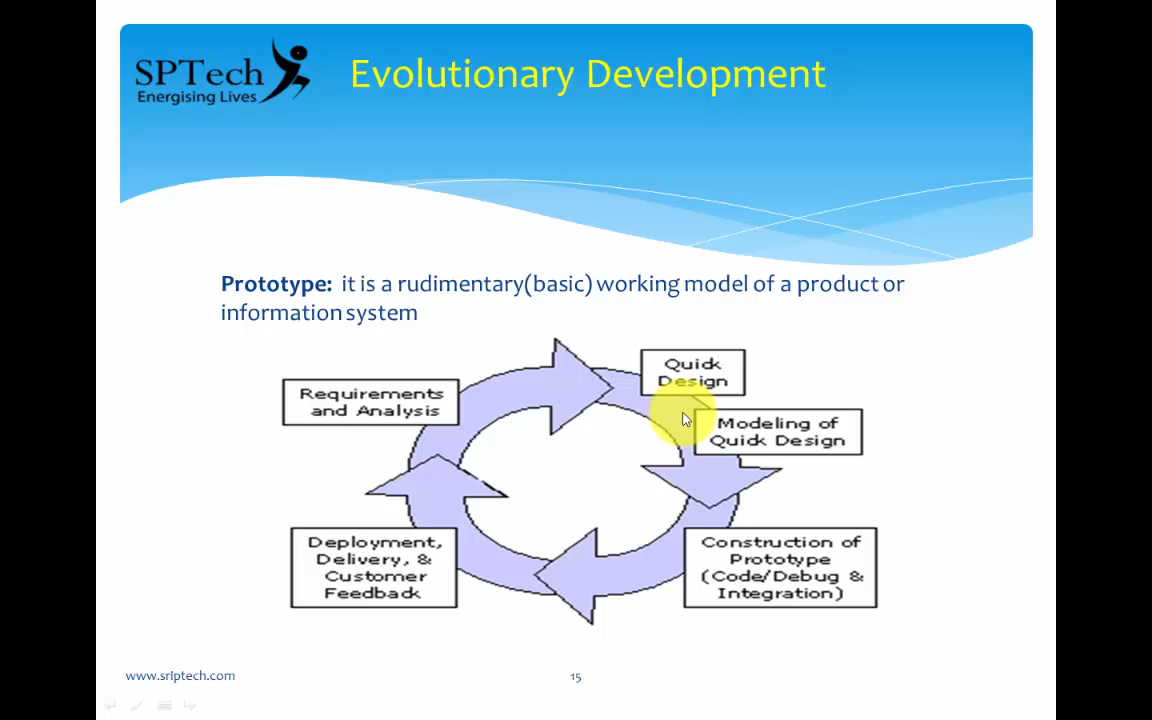 SPTech
Energising Lives
Evolutionary Development
Prototype: it is a rudimentary(basic) working model of a product or
information system
Requirements
and Analysis
Quick
Design
Modeling of
Quick Design
Construction of
Prototype
(Code/Debug &
Integration)
Deployment,
Delivery, &
Customer
Feedback
www.sriptech.com
15